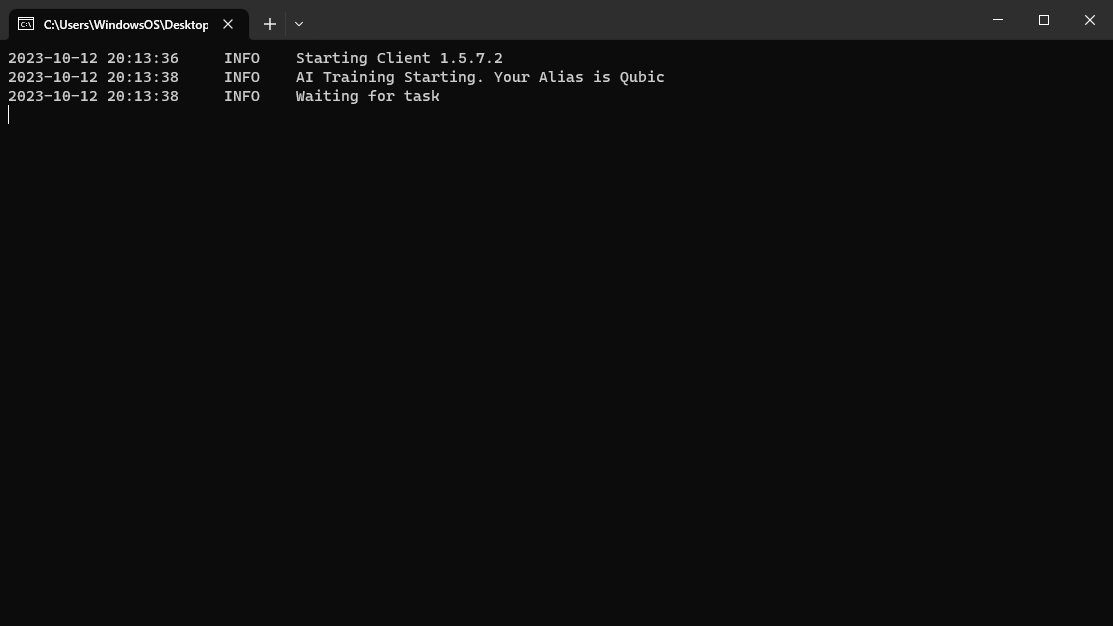 C:\Users\WindowsOS\Desktop
2023-10-12 20:13:36     INFO    Starting Client 1.5.7.2
2023-10-12 20:13:38     INFO    AI Training Starting. Your Alias is Qubic
2023-10-12 20:13:38     INFO    Waiting for task